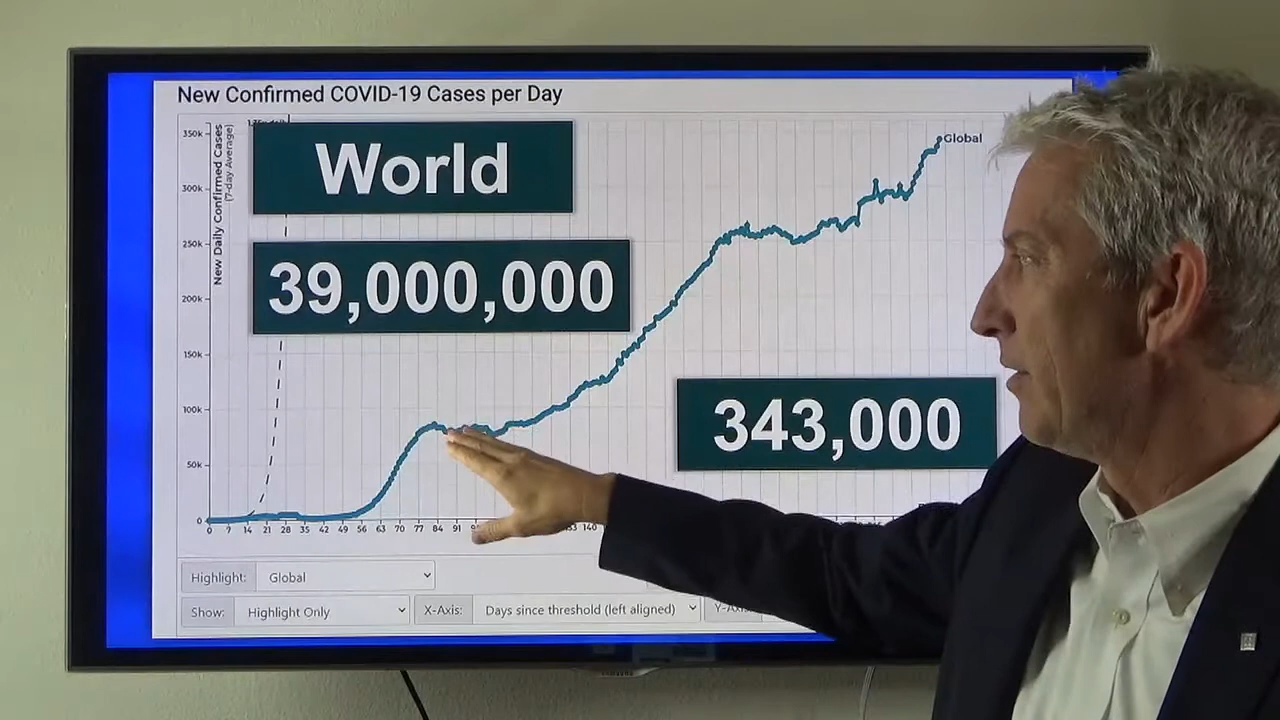 New Confirmed COVID-19 Cases per Day
World
39,000,000
343,000
Global
New Daily Confirmed Cases
(7-day Average)
350k
300k
250k
200k
150k
100k
50k
0
0 7 14 21 28 35 42 49 56 63 70 77 84 91 140
Highlight: Global
Show: Highlight Only X-Axis: Days since threshold (left aligned)
SAMSUNG